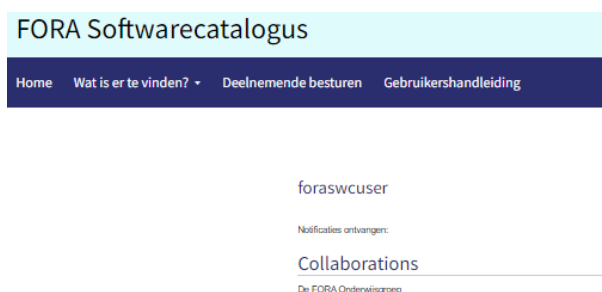 FORA Softwarecatalogus
Home Wat is er te vinden? Deelnemende besturen Gebruikershandleiding
foraswcuser
Notificaties ontvangen:
Collaborations
De FORA Onderwijsgroep